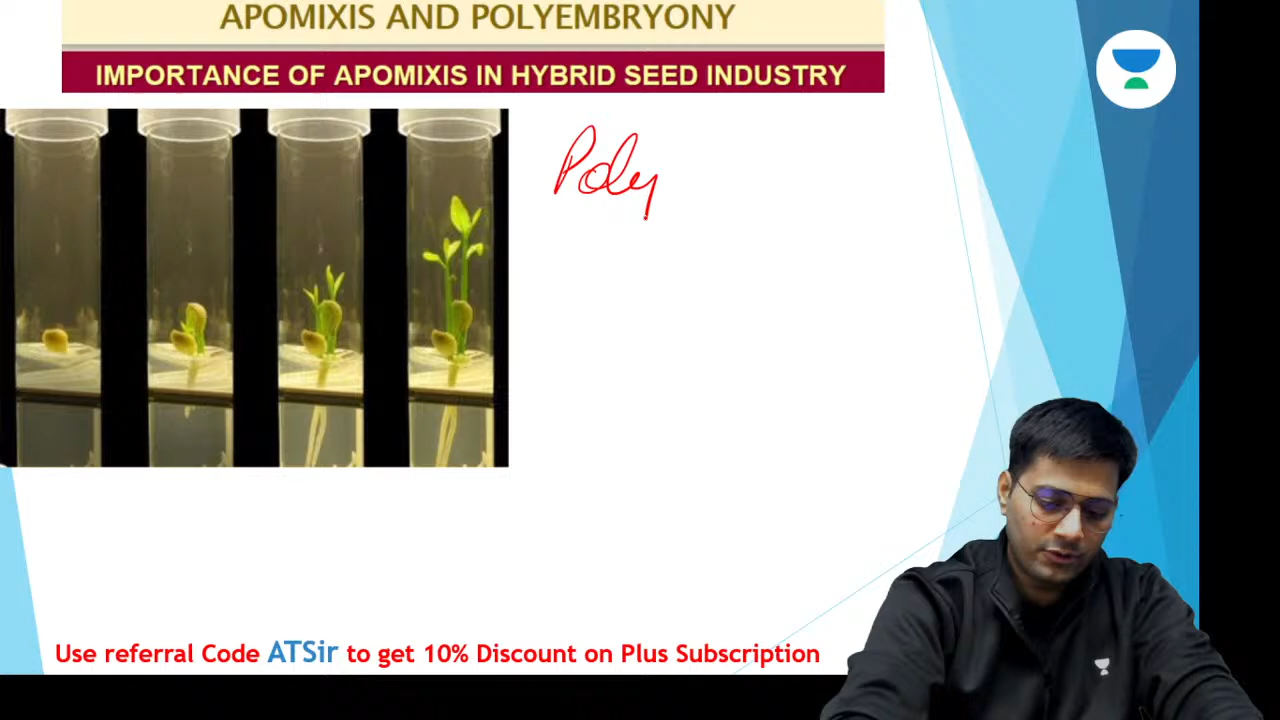 APOMIXIS AND POLYEMBRYONY
IMPORTANCE OF APOMIXIS IN HYBRID SEED INDUSTRY
Poly
Use referral Code ATSir to get 10% Discount on Plus Subscription